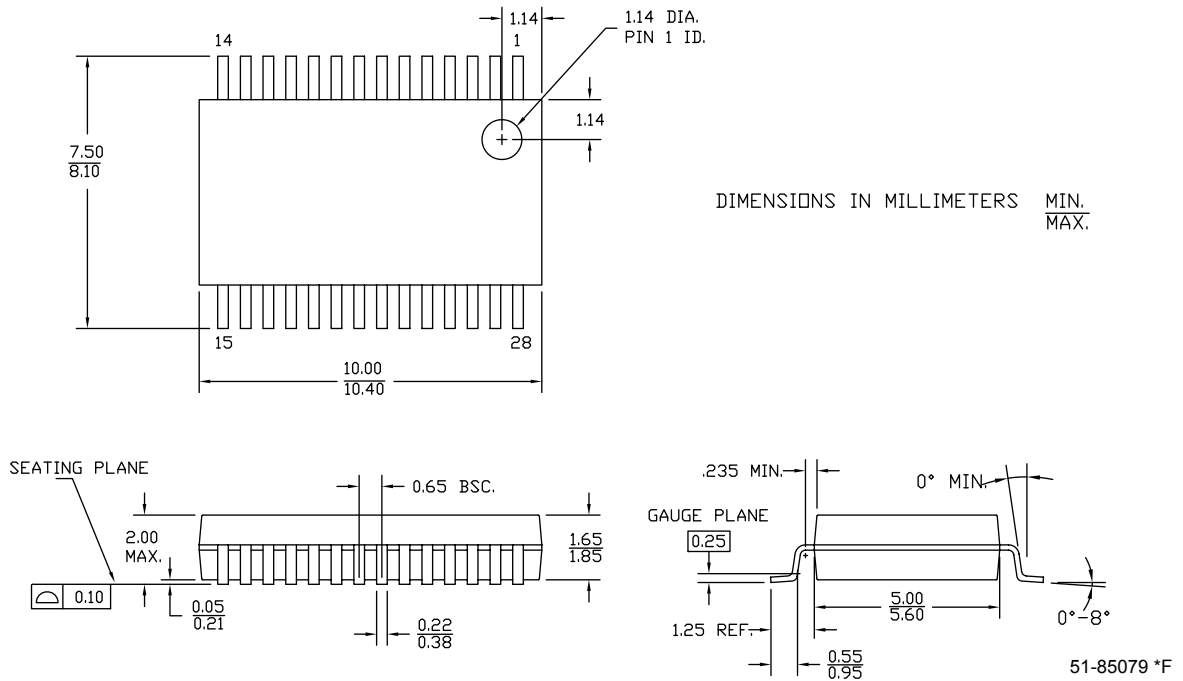 1.14
1.14 DIA.
PIN 1 ID.
14
1
1.14
7.50
8.10
DIMENSIONS IN MILLIMETERS MIN.
MAX.
15
28
10.00
10.40
SEATING PLANE
0.65 BSC.
.235 MIN.
0° MIN.
GAUGE PLANE
0.25
2.00
MAX.
1.65
1.85
0.10
0.05
0.21
0.22
0.38
5.00
5.60
1.25 REF.
0°-8°
0.55
0.95
51-85079 *F